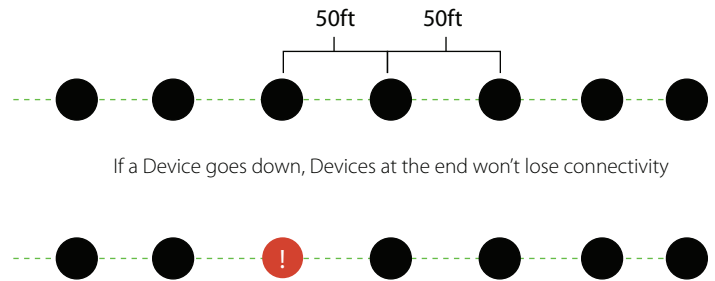 50ft 50ft
If a Device goes down, Devices at the end won’t lose connectivity
!